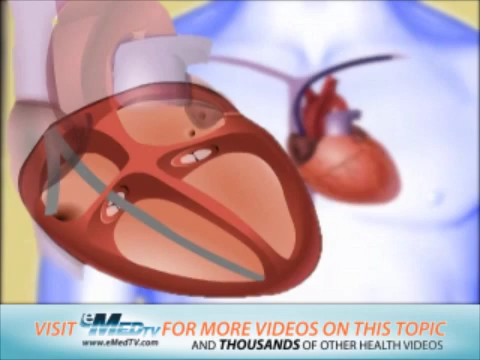 VISIT eMEDTV FOR MORE VIDEOS ON THIS TOPIC
www.eMedTV.com AND THOUSANDS OF OTHER HEALTH VIDEOS